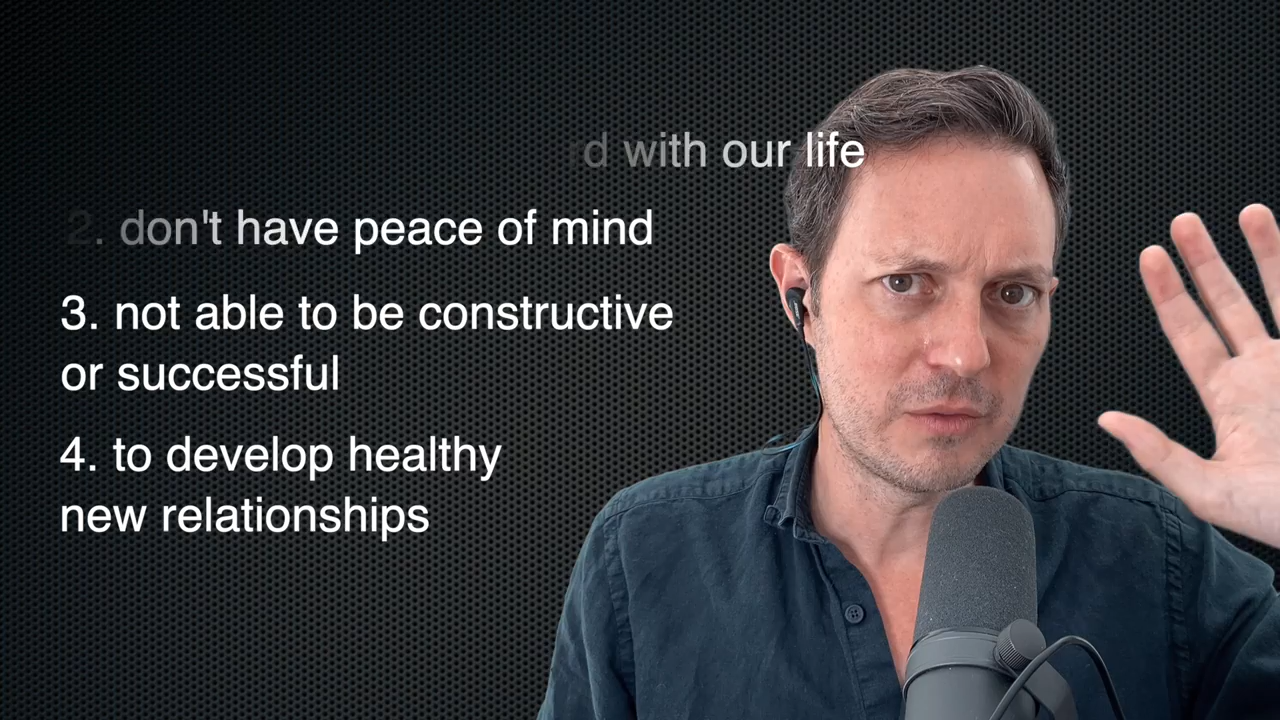 with our life
2. don't have peace of mind
3. not able to be constructive
or successful
4. to develop healthy
new relationships